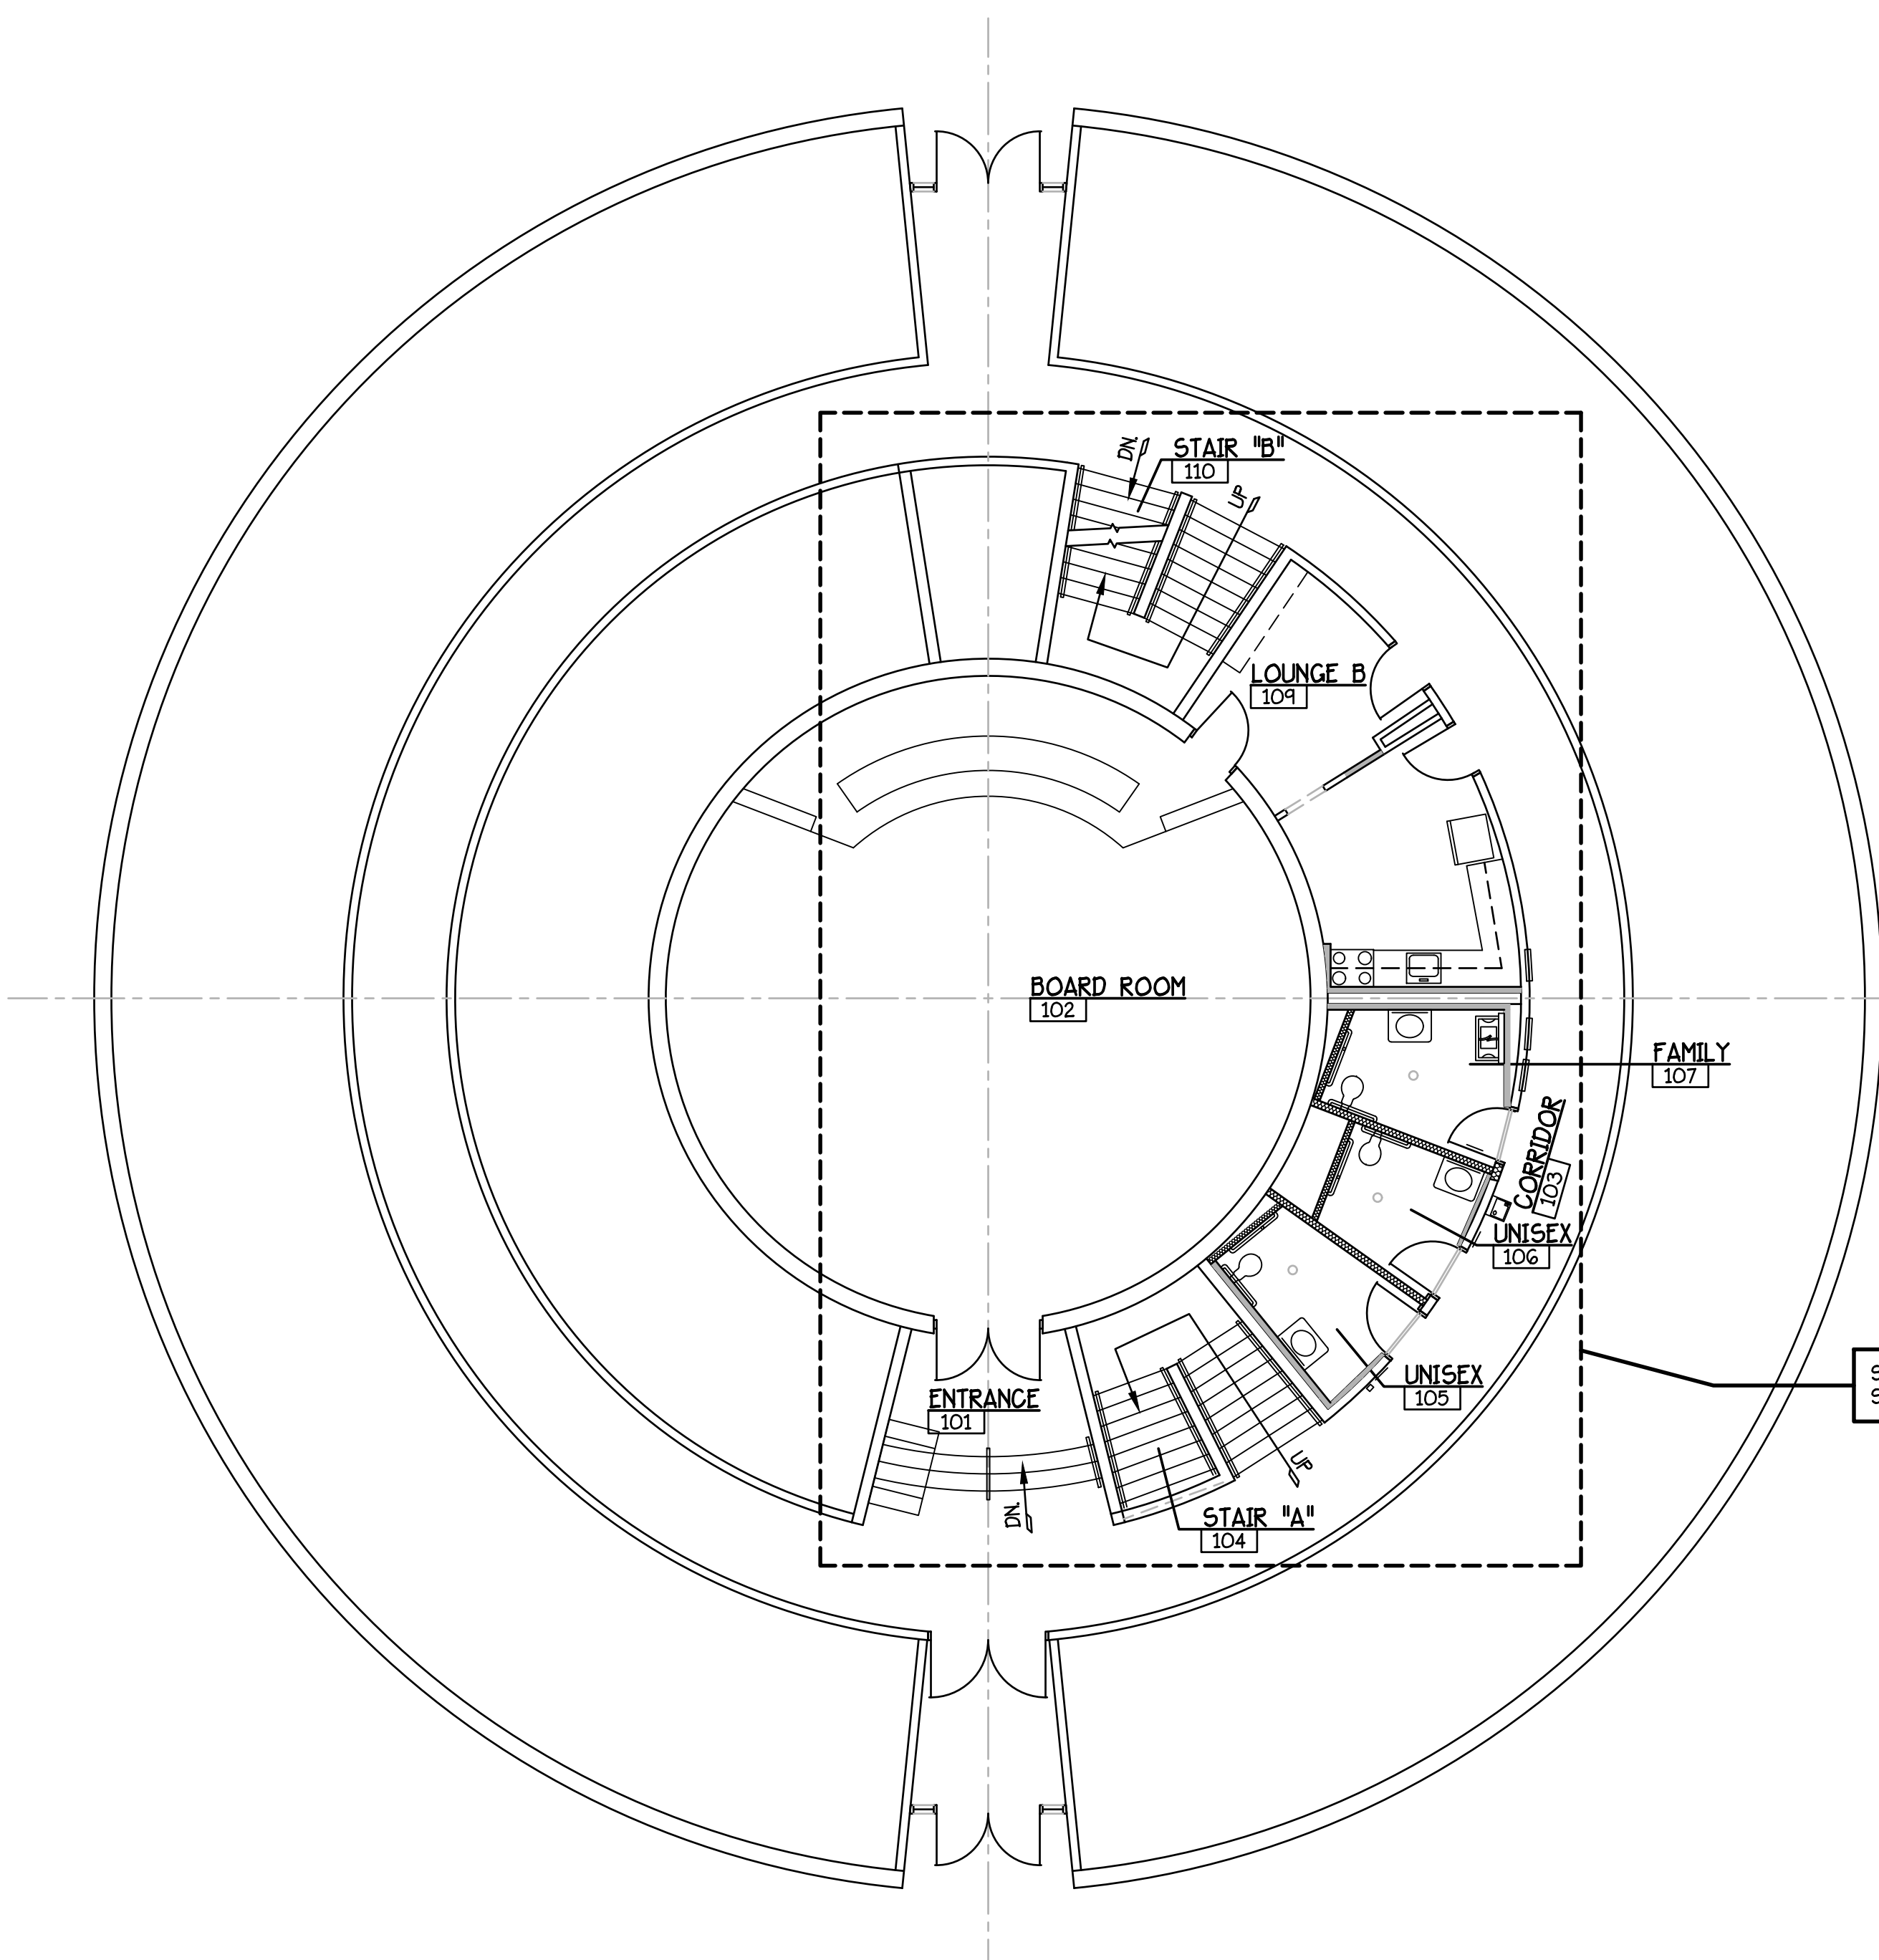 DN.
STAIR "B"
110
UP
LOUNGE B
109
BOARD ROOM
102
FAMILY
107
CORRIDOR
103
UNISEX
106
UNISEX
105
ENTRANCE
101
UP
DN.
STAIR "A"
104